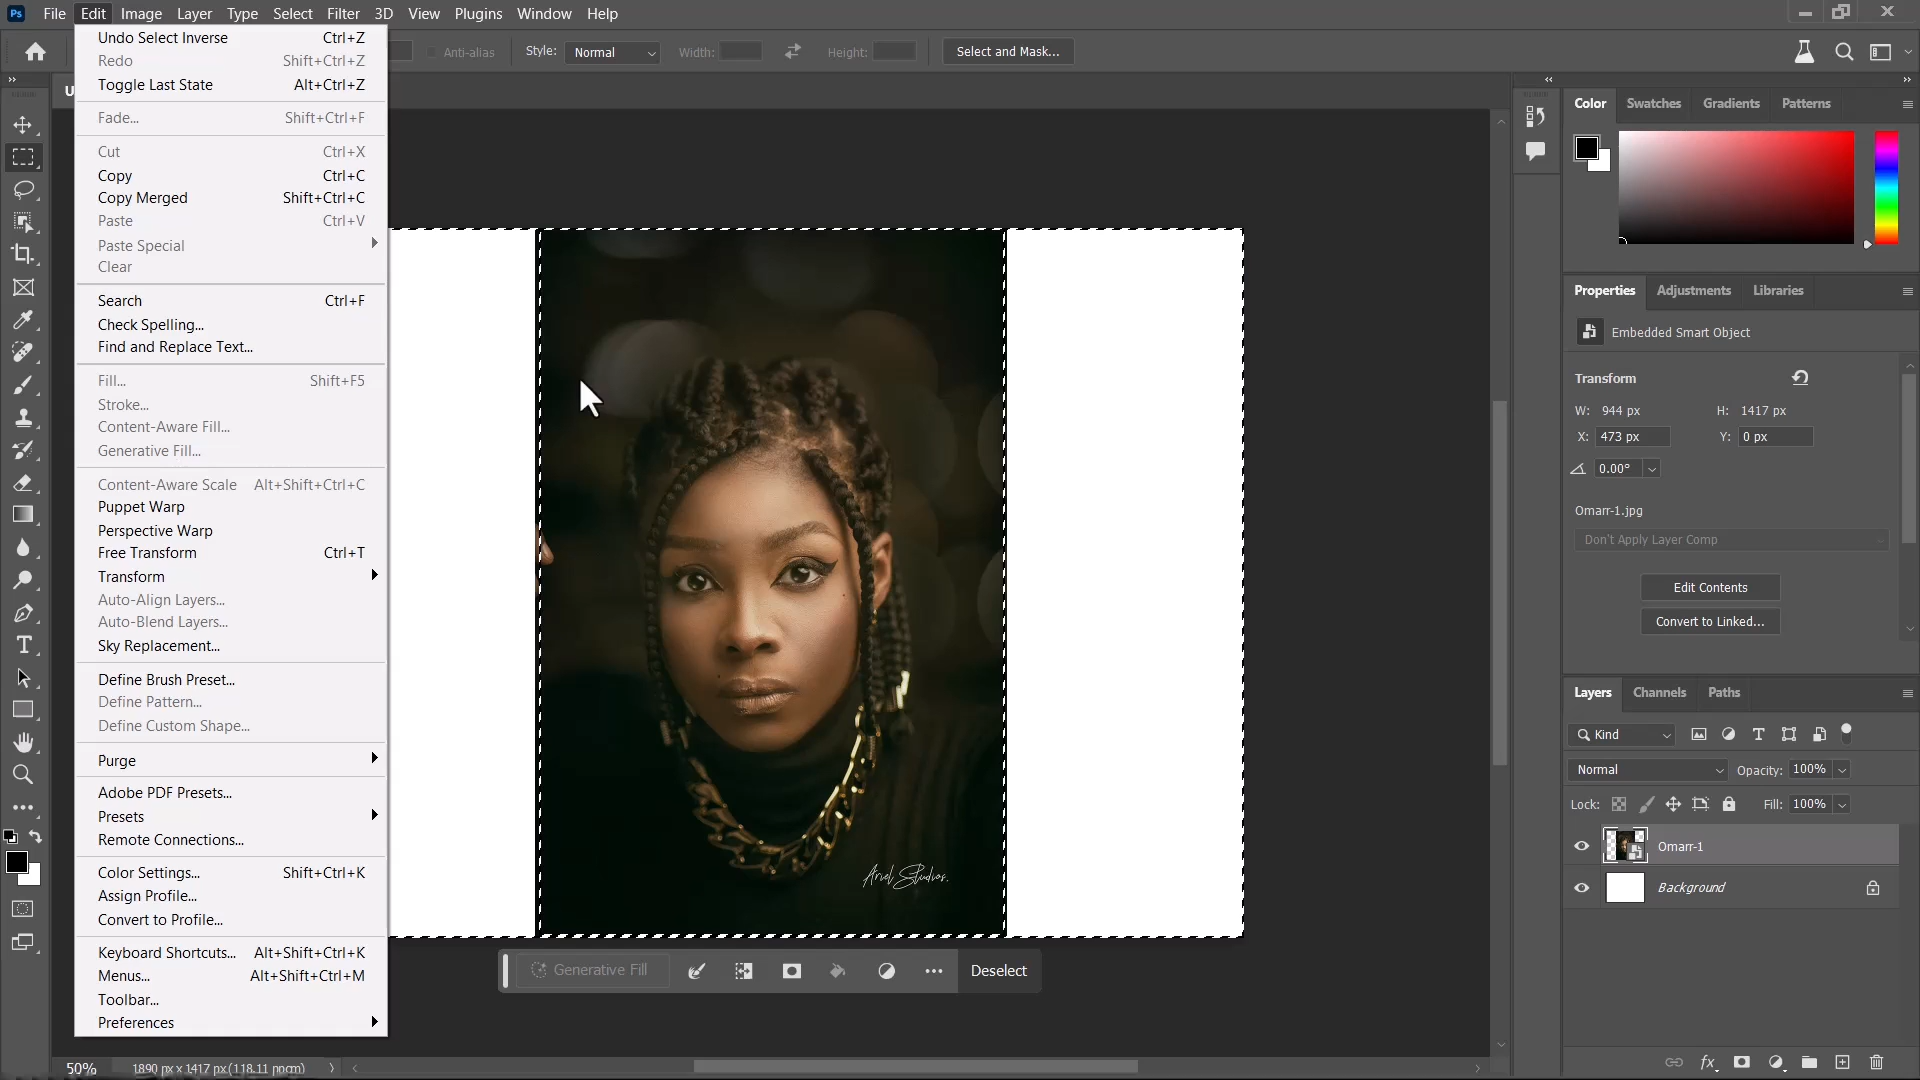 Ps File Edit Image Layer Type Select Filter 3D View Plugins Window Help
Anti-alias Style: Normal Width: Height: Select and Mask...
U
Undo Select Inverse Ctrl+Z
Redo Shift+Ctrl+Z
Toggle Last State Alt+Ctrl+Z
Fade... Shift+Ctrl+F
Cut Ctrl+X
Copy Ctrl+C
Copy Merged Shift+Ctrl+C
Paste Ctrl+V
Paste Special
Clear
Search Ctrl+F
Check Spelling...
Find and Replace Text...
Fill... Shift+F5
Stroke...
Content-Aware Fill...
Generative Fill...
Content-Aware Scale Alt+Shift+Ctrl+C
Puppet Warp
Perspective Warp
Free Transform Ctrl+T
Transform
Auto-Align Layers...
Auto-Blend Layers...
Sky Replacement...
Define Brush Preset...
Define Pattern...
Define Custom Shape...
Purge
Adobe PDF Presets...
Presets
Remote Connections...
Color Settings... Shift+Ctrl+K
Assign Profile...
Convert to Profile...
Keyboard Shortcuts... Alt+Shift+Ctrl+K
Menus... Alt+Shift+Ctrl+M
Toolbar...
Preferences
Ariel Studios.
Generative Fill Deselect
50% 1890 px x 1417 px (118.11 ppcm)
Color Swatches Gradients Patterns
Properties Adjustments Libraries
Embedded Smart Object
Transform
W: 944 px H: 1417 px
X: 473 px Y: 0 px
0.00°
Omarr-1.jpg
Don't Apply Layer Comp
Edit Contents
Convert to Linked...
Layers Channels Paths
Kind
Normal Opacity: 100%
Lock: Fill: 100%
Omarr-1
Background